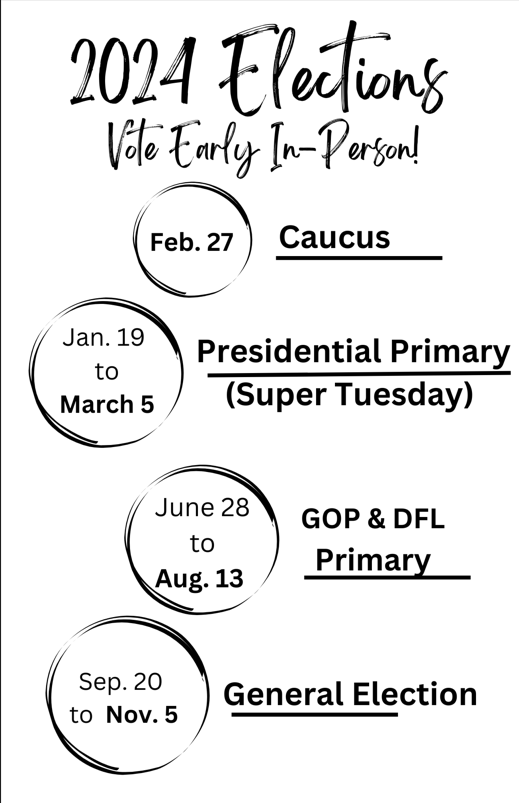 2024 Elections
Vote Early In-Person!
Feb. 27
Caucus
Jan. 19
to
March 5
Presidential Primary
(Super Tuesday)
June 28
to
Aug. 13
GOP & DFL
Primary
Sep. 20
to Nov. 5
General Election